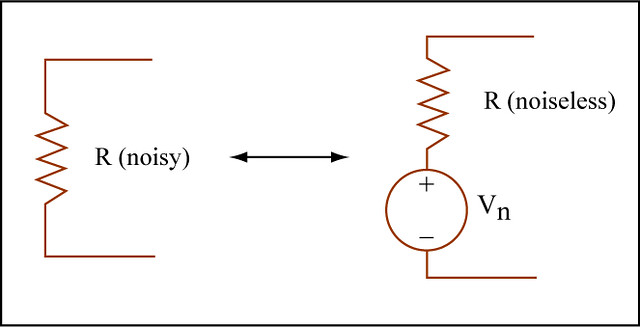 R (noisy)
R (noiseless)
+
Vn
−